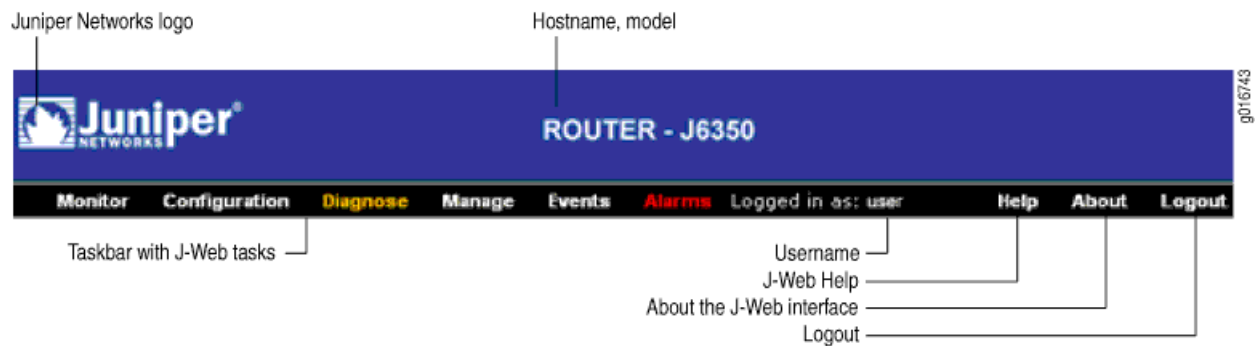 Juniper Networks logo
Hostname, model
Juniper®
NETWORKS
ROUTER - J6350
g016743
Monitor Configuration Diagnose Manage Events Alarms Logged in as: user Help About Logout
Taskbar with J-Web tasks
Username
J-Web Help
About the J-Web interface
Logout